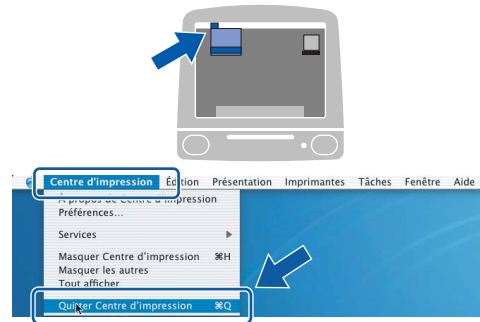 Centre d'impression Édition Présentation Imprimantes Tâches Fenêtre Aide
À propos de Centre d'impression
Préférences...
Services
Masquer Centre d'impression ⌘H
Masquer les autres
Tout afficher
Quitter Centre d'impression ⌘Q